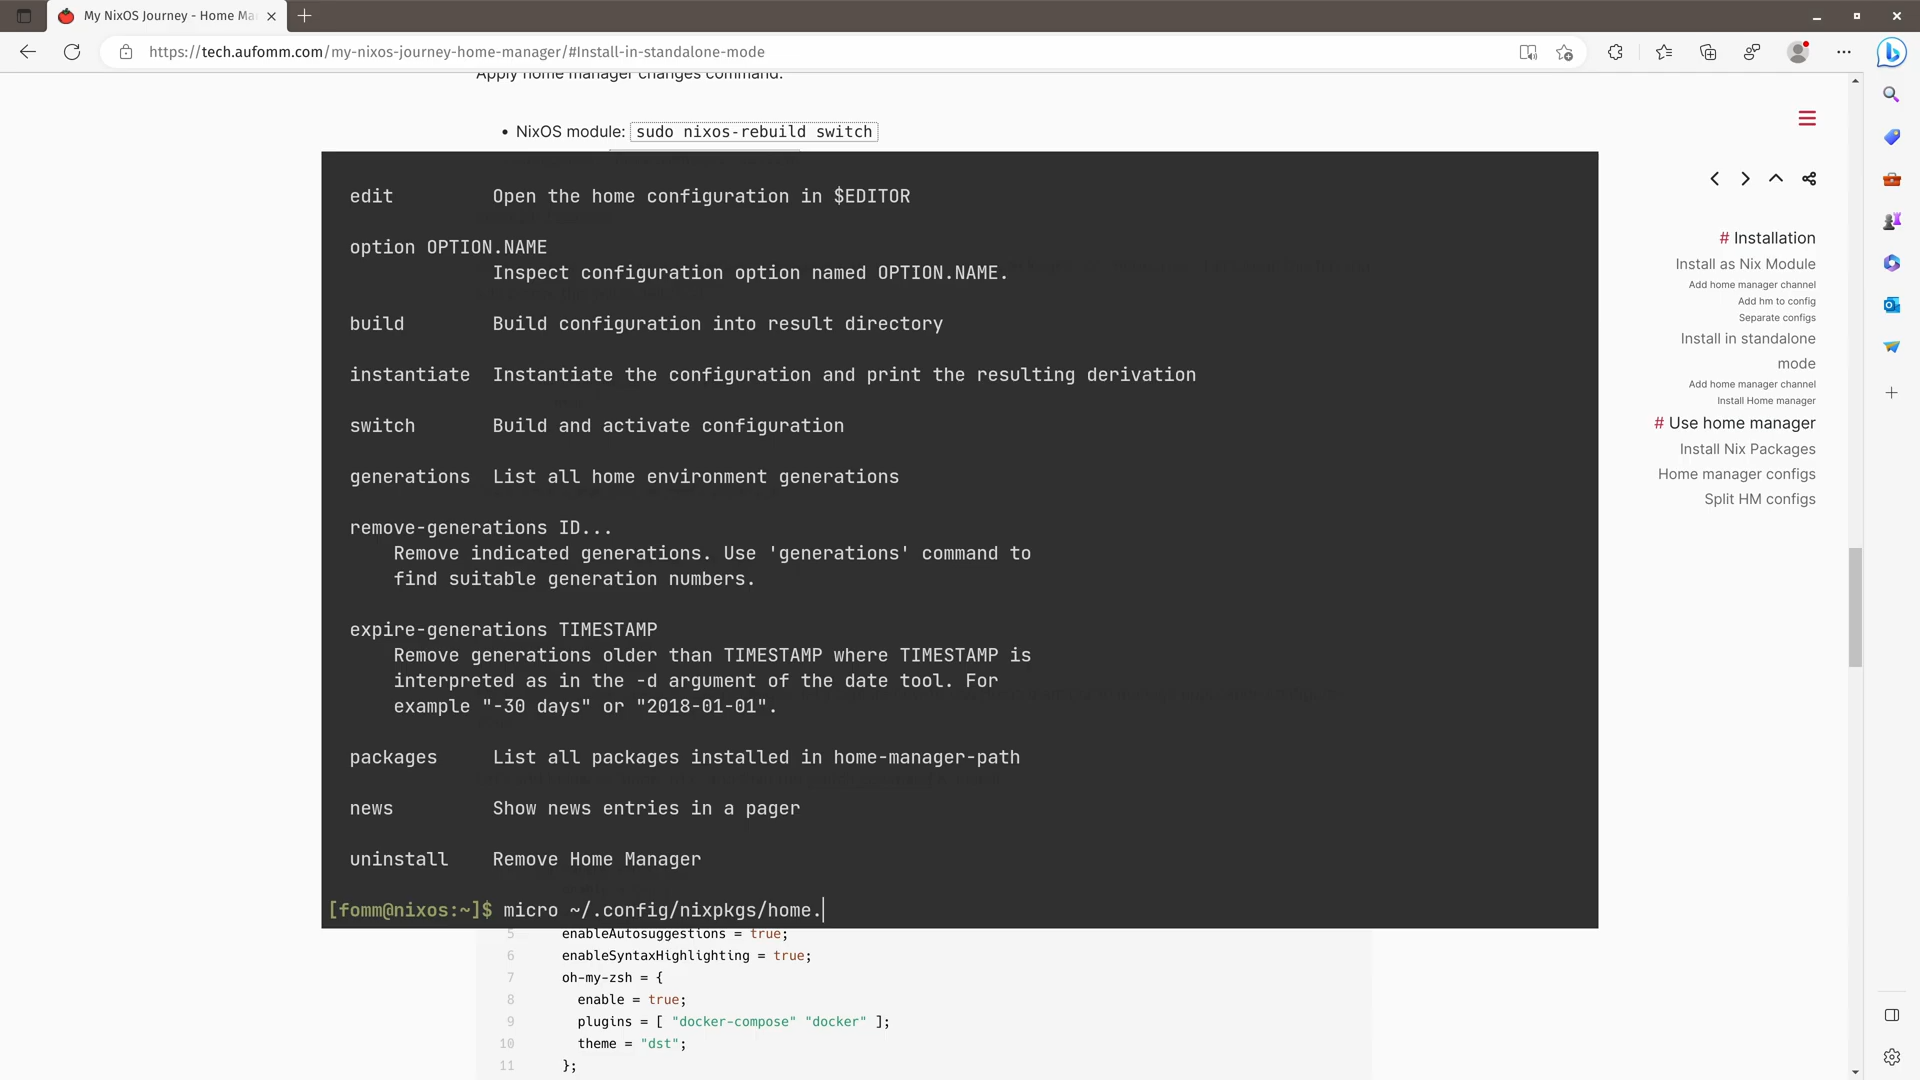 My NixOS Journey - Home Ma
https://tech.aufomm.com/my-nixos-journey-home-manager/#Install-in-standalone-mode
Apply home manager changes command:
• NixOS module: sudo nixos-rebuild switch
edit Open the home configuration in $EDITOR
option OPTION.NAME
Inspect configuration option named OPTION.NAME.
build Build configuration into result directory
instantiate Instantiate the configuration and print the resulting derivation
switch Build and activate configuration
generations List all home environment generations
remove-generations ID...
Remove indicated generations. Use 'generations' command to
find suitable generation numbers.
expire-generations TIMESTAMP
Remove generations older than TIMESTAMP where TIMESTAMP is
interpreted as in the -d argument of the date tool. For
example "-30 days" or "2018-01-01".
packages List all packages installed in home-manager-path
news Show news entries in a pager
uninstall Remove Home Manager
[fomm@nixos:~]$ micro ~/.config/nixpkgs/home.
5 enableAutosuggestions = true;
6 enableSyntaxHighlighting = true;
7 oh-my-zsh = {
8 enable = true;
9 plugins = [ "docker-compose" "docker" ];
10 theme = "dst";
11 };
# Installation
Install as Nix Module
Add home manager channel
Add hm to config
Separate configs
Install in standalone
mode
Add home manager channel
Install Home manager
# Use home manager
Install Nix Packages
Home manager configs
Split HM configs